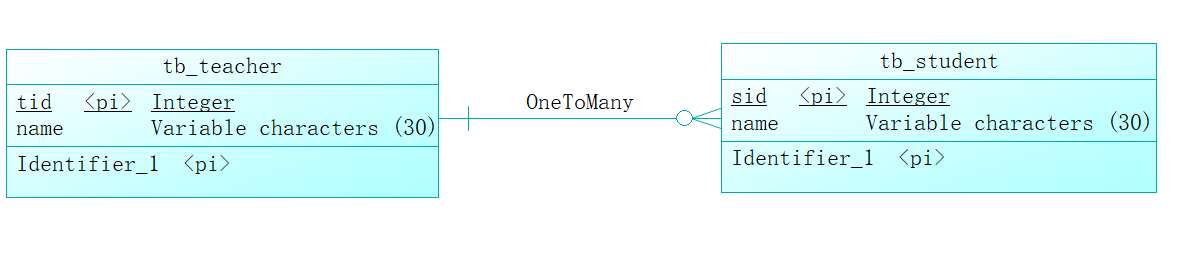 tb_teacher
tid <pi> Integer
name Variable characters (30)
Identifier_1 <pi>
OneToMany
tb_student
sid <pi> Integer
name Variable characters (30)
Identifier_1 <pi>